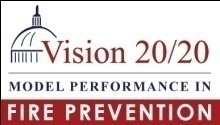 Vision 20/20
MODEL PERFORMANCE IN
FIRE PREVENTION